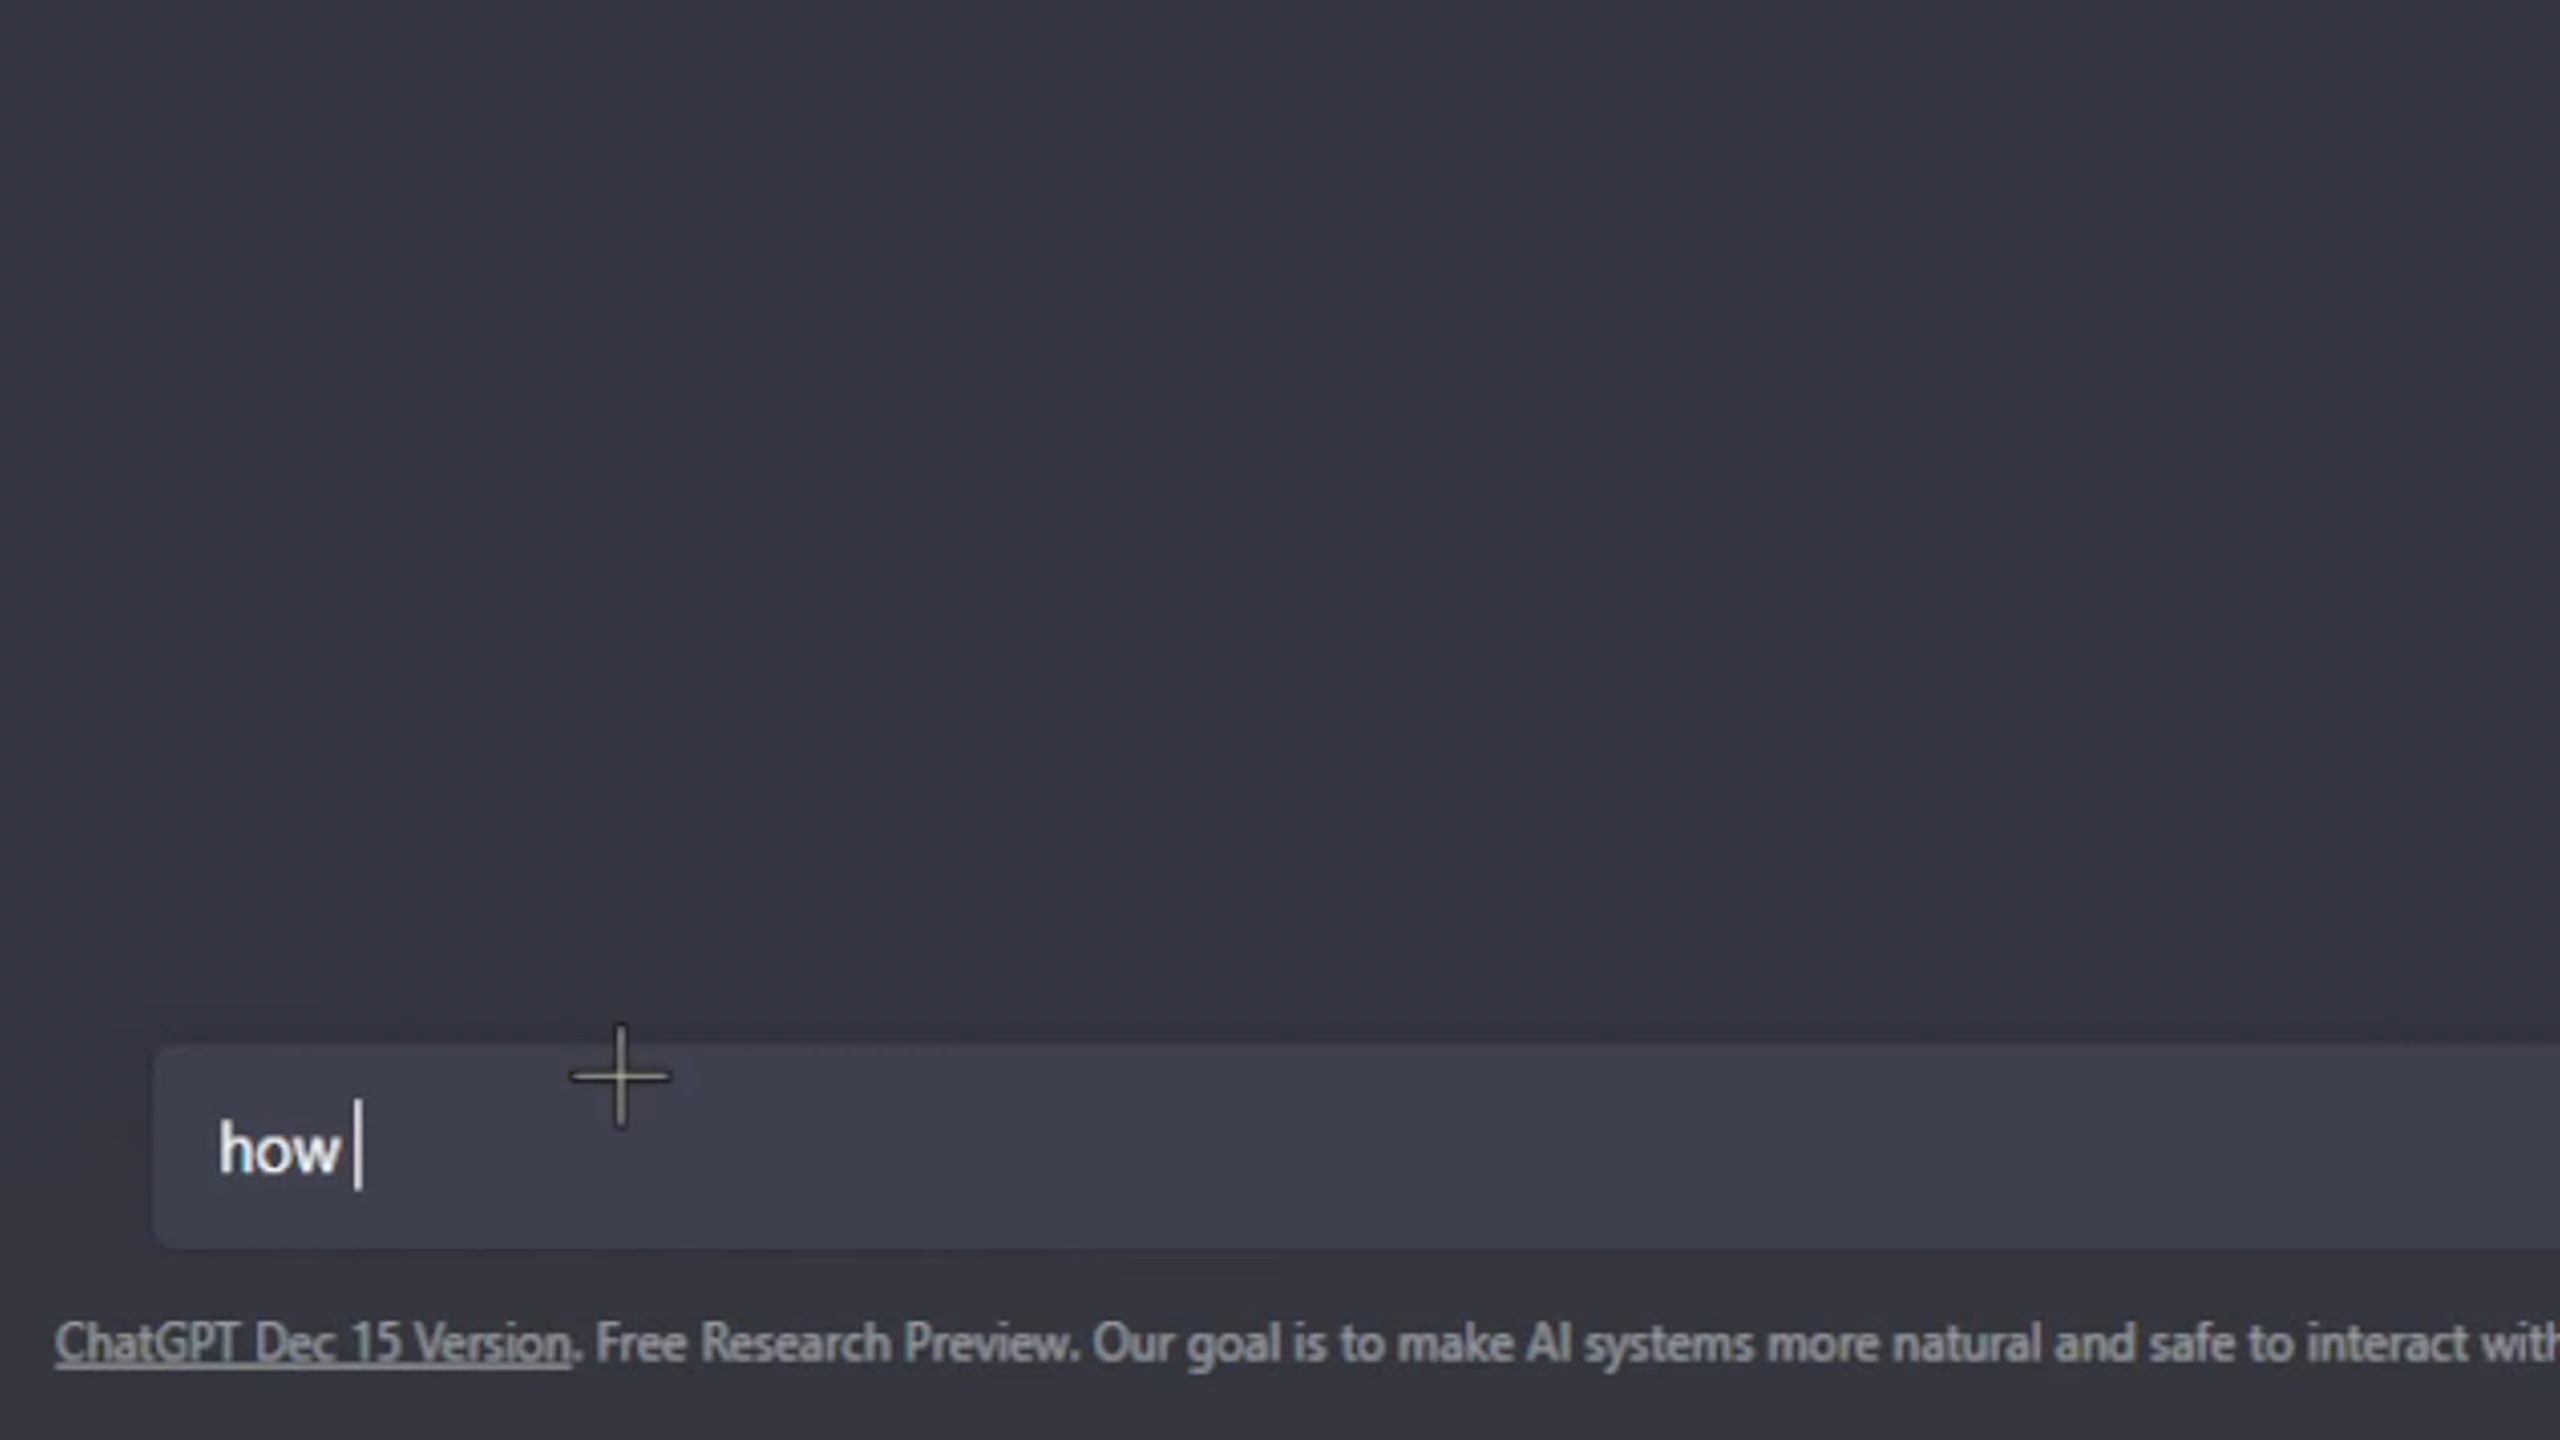 how
ChatGPT Dec 15 Version. Free Research Preview. Our goal is to make AI systems more natural and safe to interact with